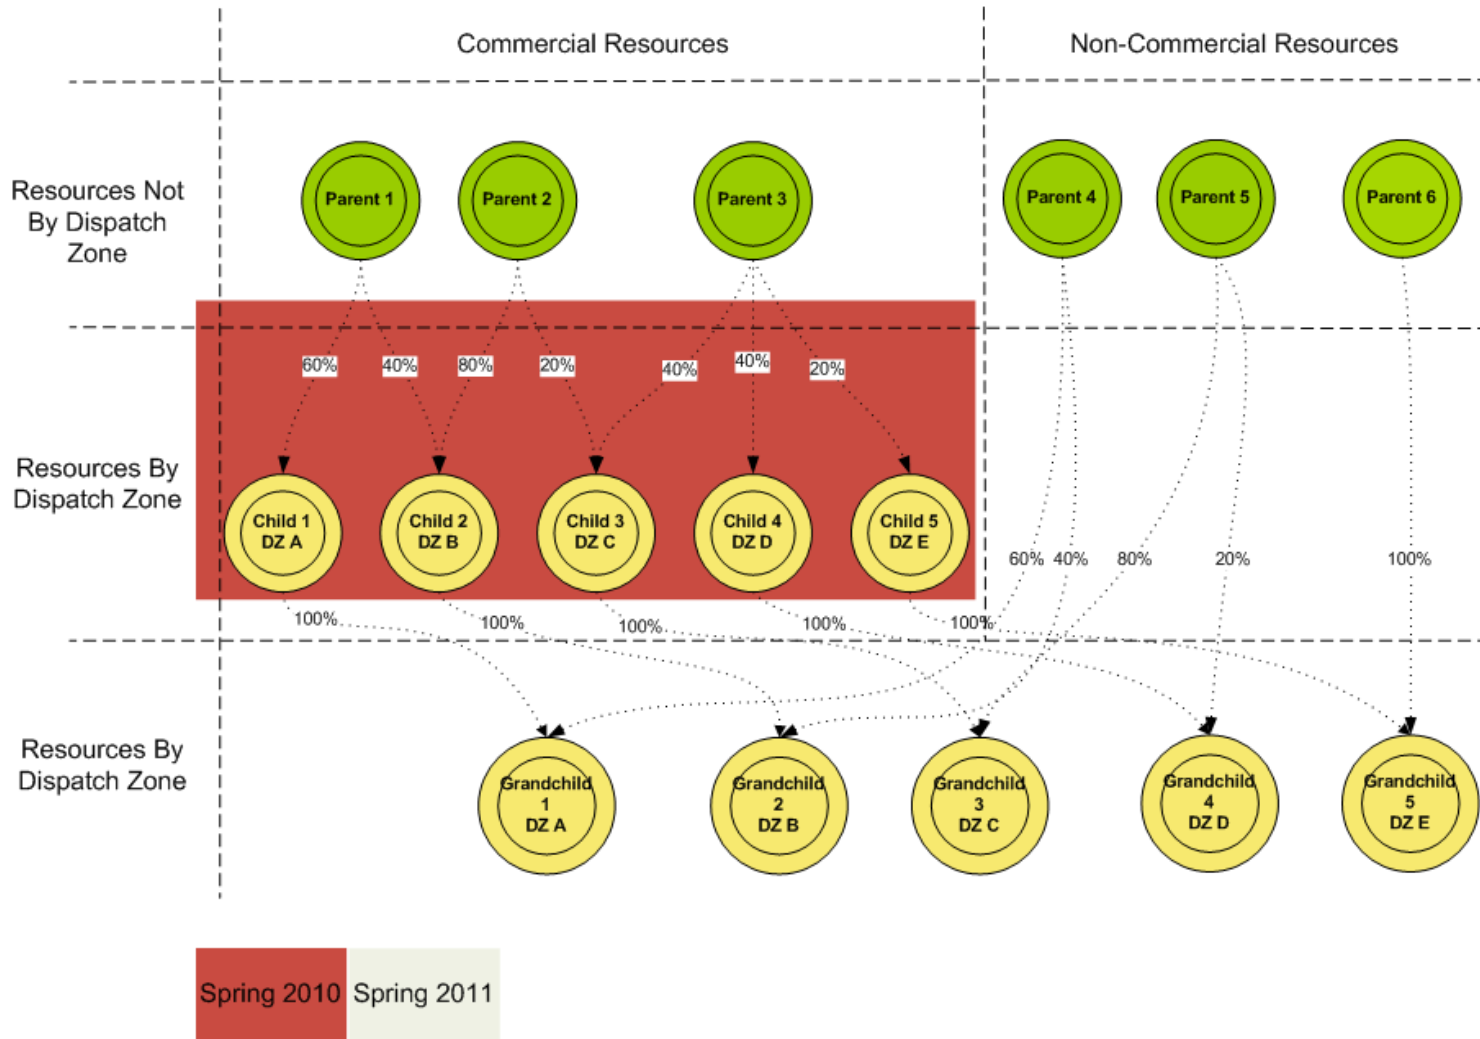 Commercial Resources
Non-Commercial Resources
Resources Not
By Dispatch
Zone
Parent 1
Parent 2
Parent 3
Parent 4
Parent 5
Parent 6
60%
40%
80%
20%
40%
40%
20%
Resources By
Dispatch Zone
Child 1
DZ A
Child 2
DZ B
Child 3
DZ C
Child 4
DZ D
Child 5
DZ E
60%
40%
80%
20%
100%
100%
100%
100%
100%
100%
Resources By
Dispatch Zone
Grandchild
1
DZ A
Grandchild
2
DZ B
Grandchild
3
DZ C
Grandchild
4
DZ D
Grandchild
5
DZ E
Spring 2010
Spring 2011